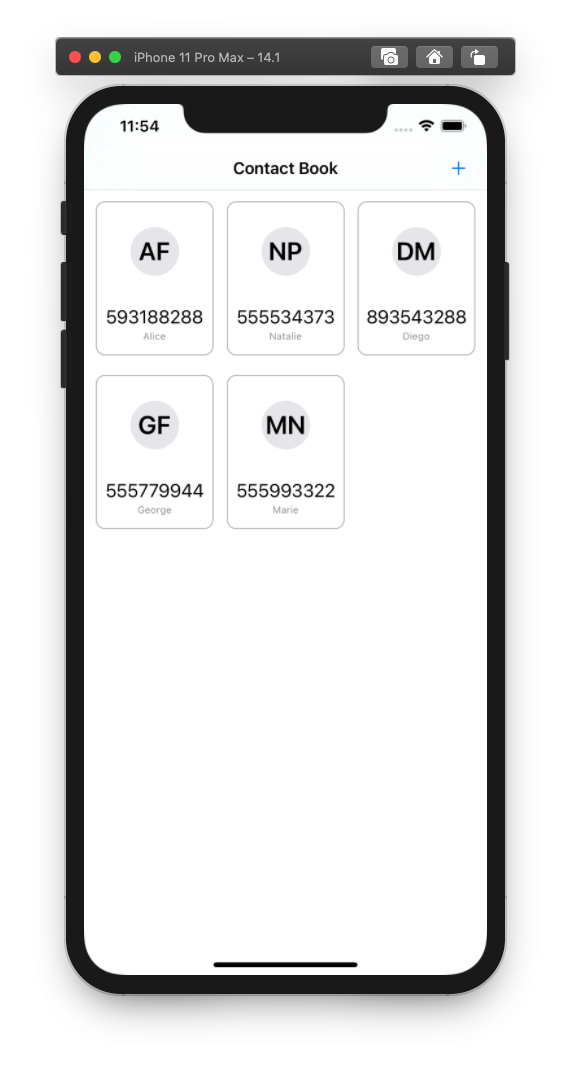 iPhone 11 Pro Max – 14.1
11:54
Contact Book
AF NP DM
593188288 555534373 893543288
Alice Natalie Diego
GF MN
555779944 555993322
George Marie